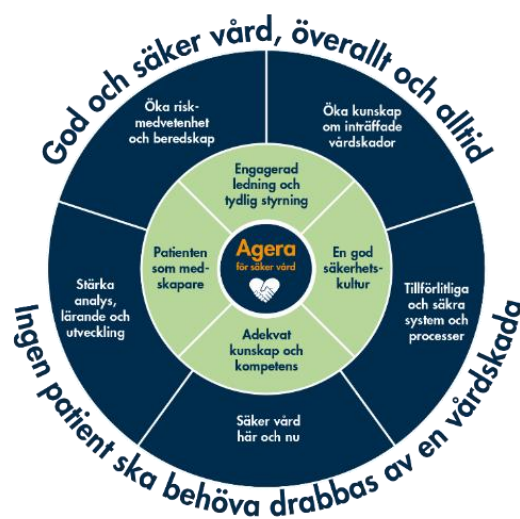 God och säker vård, överallt och alltid
Öka risk-
medvetenhet
och beredskap
Öka kunskap
om inträffade
vårdskador
Engagerad
ledning och
tydlig styrning
Patienten
som med-
skapare
Agera
för säker vård
En god
säkerhets-
kultur
Stärka
analys,
lärande och
utveckling
Tillförlitliga
och säkra
system och
processer
Adekvat
kunskap och
kompetens
Säker vård
här och nu
Ingen patient ska behöva drabbas av en vårdskada